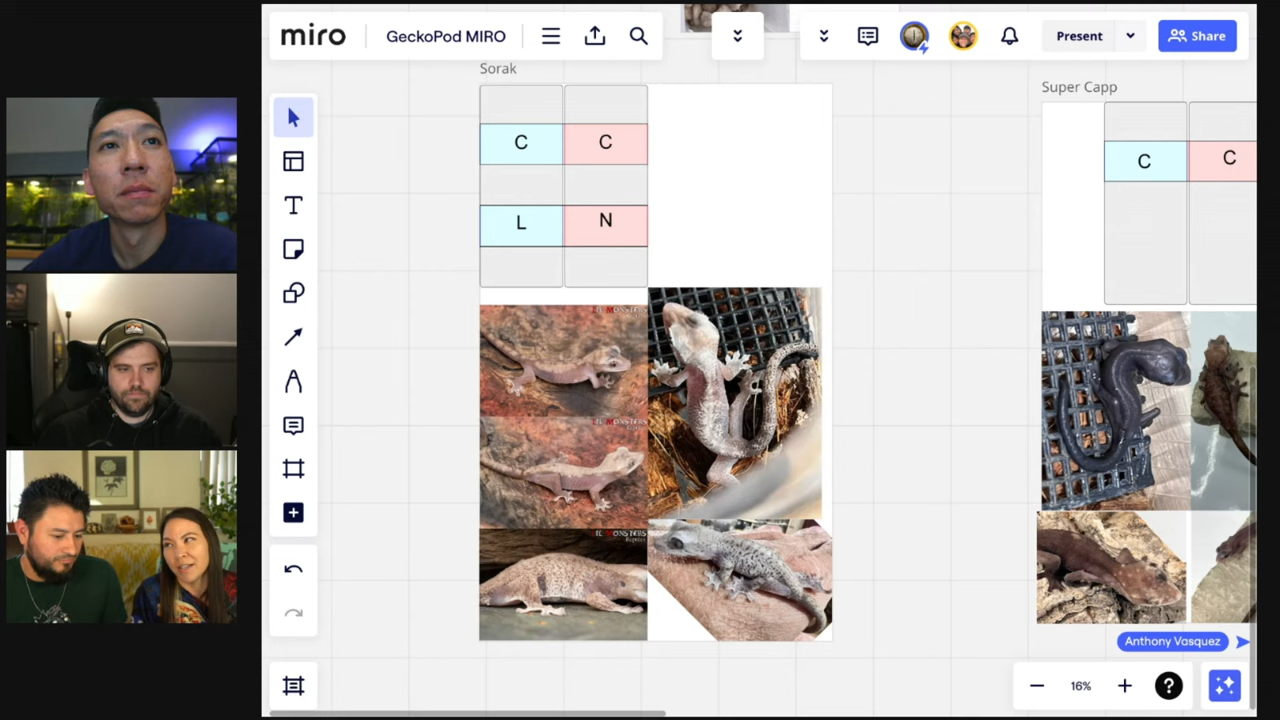 miro
GeckoPod MIRO
Present
Share
Sorak
Super Capp
C C
C C
L N
Anthony Vasquez
16%
?